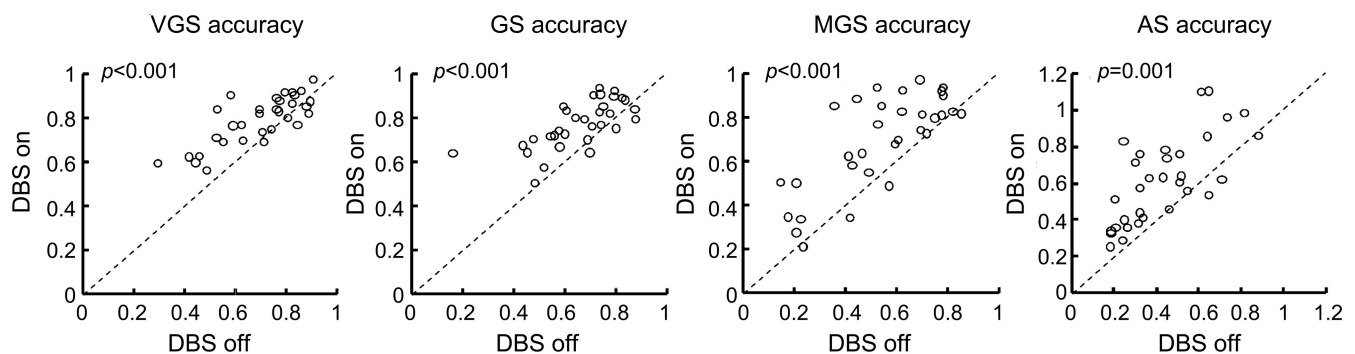 VGS accuracy
p<0.001
1
0.8
0.6
0.4
0.2
0
DBS on
0 0.2 0.4 0.6 0.8 1
DBS off
GS accuracy
p<0.001
1
0.8
0.6
0.4
0.2
0
DBS on
0 0.2 0.4 0.6 0.8 1
DBS off
MGS accuracy
p<0.001
1
0.8
0.6
0.4
0.2
0
DBS on
0 0.2 0.4 0.6 0.8 1
DBS off
AS accuracy
p=0.001
1.2
1
0.8
0.6
0.4
0.2
0
DBS on
0 0.2 0.4 0.6 0.8 1 1.2
DBS off